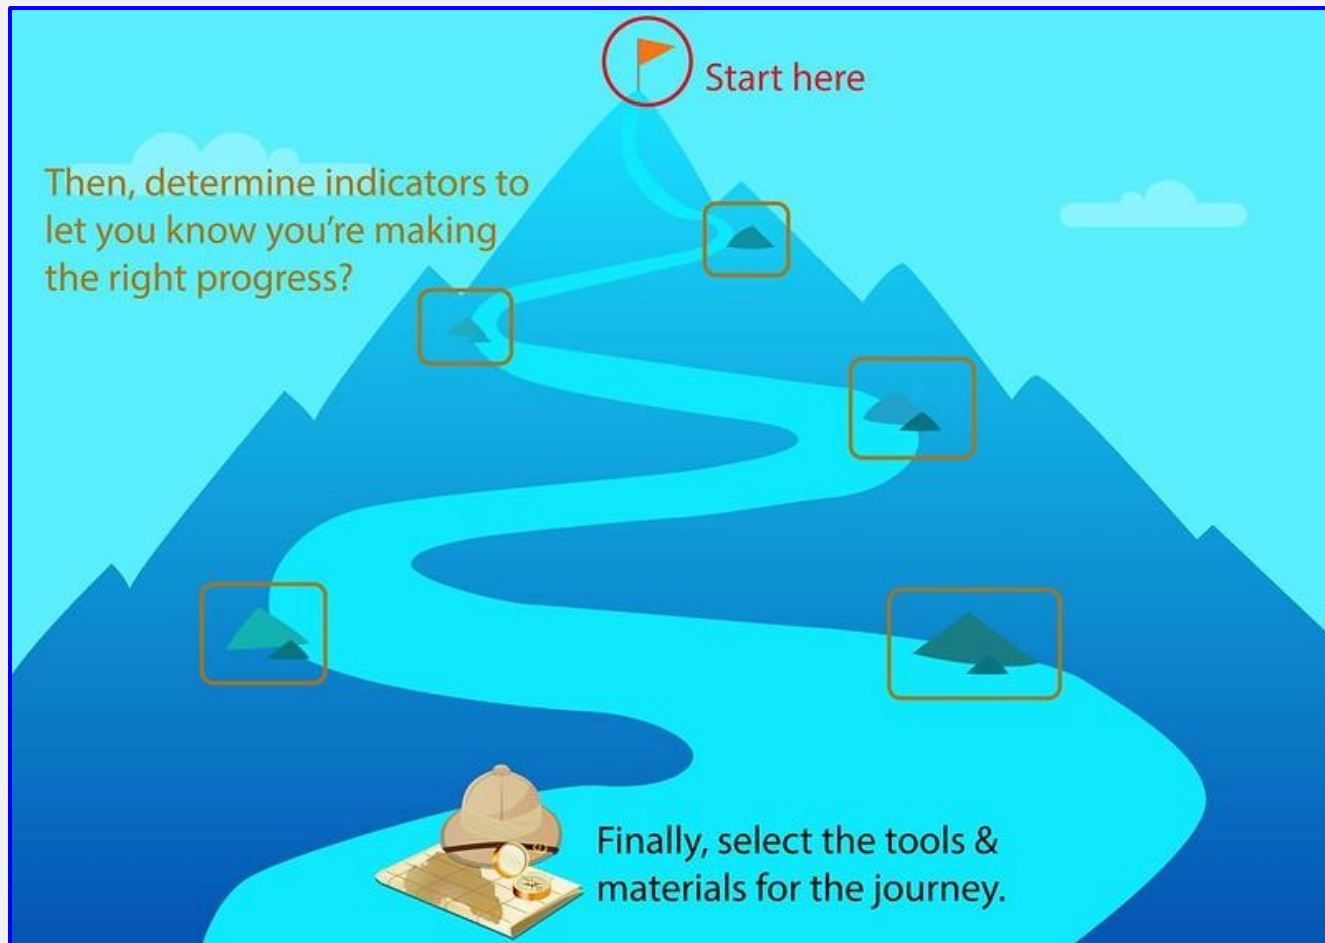 Start here
Then, determine indicators to
let you know you're making
the right progress?
Finally, select the tools &
materials for the journey.